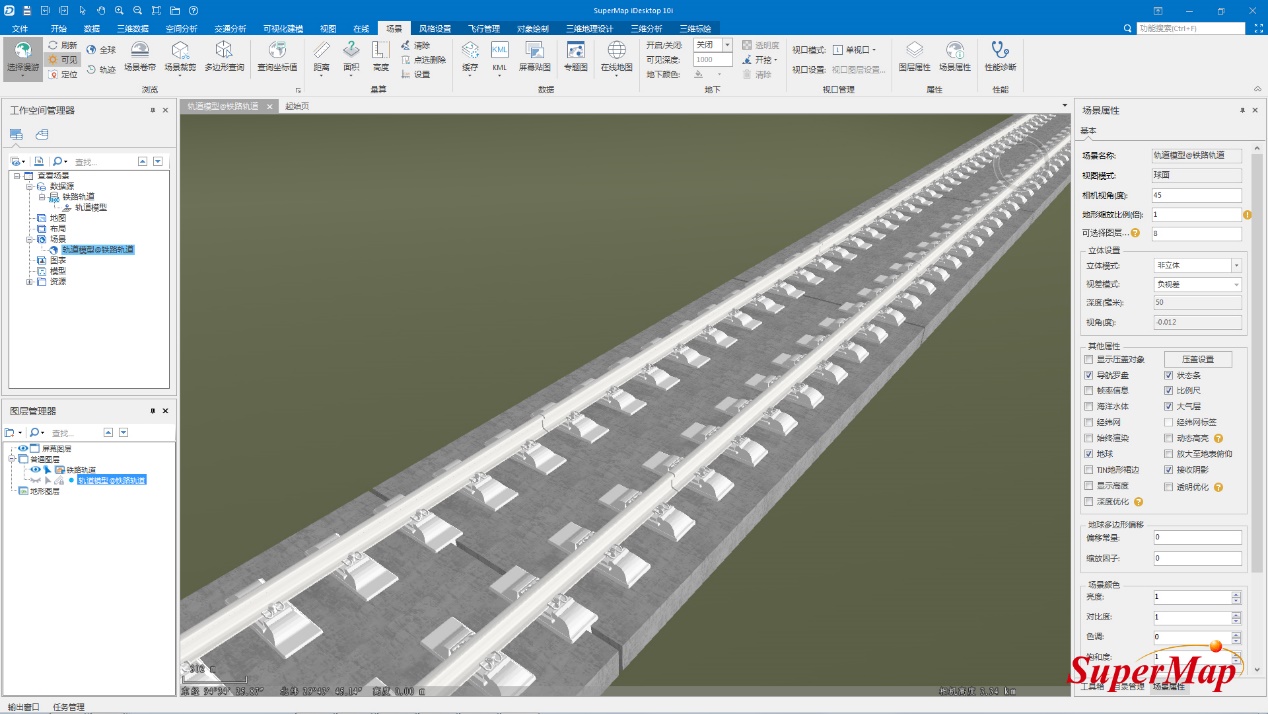 SuperMap iDesktop 10i
文件 开始 数据 三维数据 空间分析 交通分析 可视化建模 视图 在线 场景 风格设置 飞行管理 对象绘制 三维地理设计 三维分析 三维标绘
功能搜索(Ctrl+F)
选择漫游 刷新 可见 定位 全球 轨迹 场景卷帘 场景裁剪 多边形查询 查询坐标值
浏览
距离 面积 高度 清除 点选删除 设置
量算
缓存 KML KML 屏幕贴图 专题图 在线地图
数据
开启/关闭: 关闭 透明度
可见深度: 1000 开挖
地下颜色: 清除
地下
视口模式: 单视口
视口设置: 视口图层设置...
视口管理
图层属性 场景属性
属性
性能诊断
性能
工作空间管理器
查找...
查看场景
数据源
铁路轨道
轨道模型
地图
布局
场景
轨道模型@铁路轨道
图表
模型
资源
图层管理器
查找...
屏幕图层
普通图层
铁路轨道
轨道模型@铁路轨道
地形图层
输出窗口 任务管理
轨道模型@铁路轨道 起始页
场景属性
基本
场景名称: 轨道模型@铁路轨道
视图模式: 球面
相机视角(度): 45
地形缩放比例(倍): 1
可选择图层... 8
立体设置
立体模式: 非立体
视差模式: 负视差
深度(毫米): 50
视角(度): -0.012
其他属性
显示压盖对象 压盖设置
导航罗盘 状态条
帧率信息 比例尺
海洋水体 大气层
经纬网 经纬网标签
始终渲染 动态高亮
地球 放大至地表俯仰
TIN地形裙边 接收阴影
显示高度 透明优化
深度优化
地球多边形偏移
偏移常量: 0
缩放因子: 0
场景颜色
亮度: 1
对比度: 1
色调: 0
饱和度: 1
SuperMap
场景属性